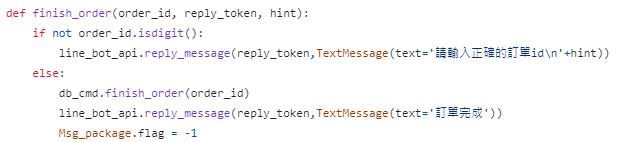 def finish_order(order_id, reply_token, hint):
    if not order_id.isdigit():
        line_bot_api.reply_message(reply_token,TextMessage(text='請輸入正確的訂單id\n'+hint))
    else:
        db_cmd.finish_order(order_id)
        line_bot_api.reply_message(reply_token,TextMessage(text='訂單完成'))
        Msg_package.flag = -1